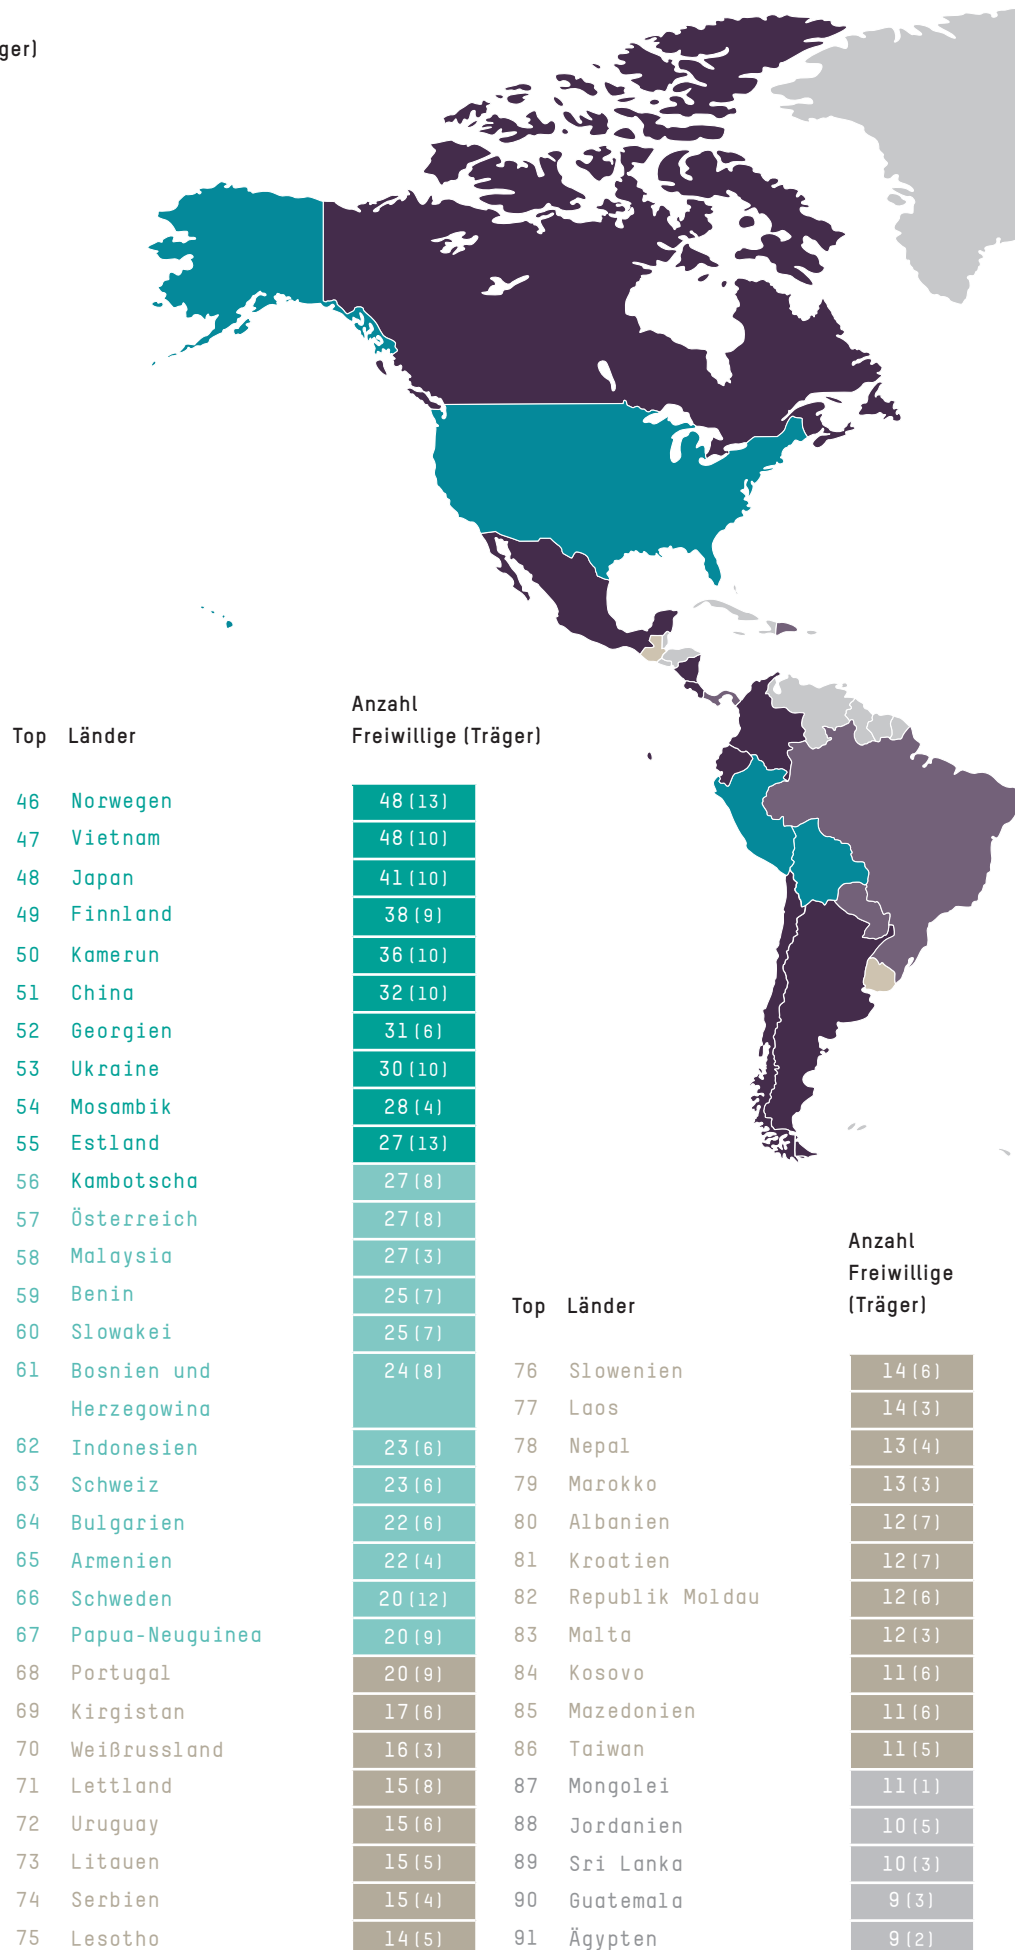 ger)
Anzahl
Top Länder Freiwillige (Träger)
46 Norwegen 48 (13)
47 Vietnam 48 (10)
48 Japan 41 (10)
49 Finnland 38 (9)
50 Kamerun 36 (10)
51 China 32 (10)
52 Georgien 31 (6)
53 Ukraine 30 (10)
54 Mosambik 28 (4)
55 Estland 27 (13)
56 Kambotscha 27 (8)
57 Österreich 27 (8)
58 Malaysia 27 (3)
59 Benin 25 (7)
60 Slowakei 25 (7)
61 Bosnien und 24 (8)
Herzegowina
62 Indonesien 23 (6)
63 Schweiz 23 (6)
64 Bulgarien 22 (6)
65 Armenien 22 (4)
66 Schweden 20 (12)
67 Papua-Neuguinea 20 (9)
68 Portugal 20 (9)
69 Kirgistan 17 (6)
70 Weißrussland 16 (3)
71 Lettland 15 (8)
72 Uruguay 15 (6)
73 Litauen 15 (5)
74 Serbien 15 (4)
75 Lesotho 14 (5)
Anzahl
Freiwillige
Top Länder (Träger)
76 Slowenien 14 (6)
77 Laos 14 (3)
78 Nepal 13 (4)
79 Marokko 13 (3)
80 Albanien 12 (7)
81 Kroatien 12 (7)
82 Republik Moldau 12 (6)
83 Malta 12 (3)
84 Kosovo 11 (6)
85 Mazedonien 11 (6)
86 Taiwan 11 (5)
87 Mongolei 11 (1)
88 Jordanien 10 (5)
89 Sri Lanka 10 (3)
90 Guatemala 9 (3)
91 Ägypten 9 (2)